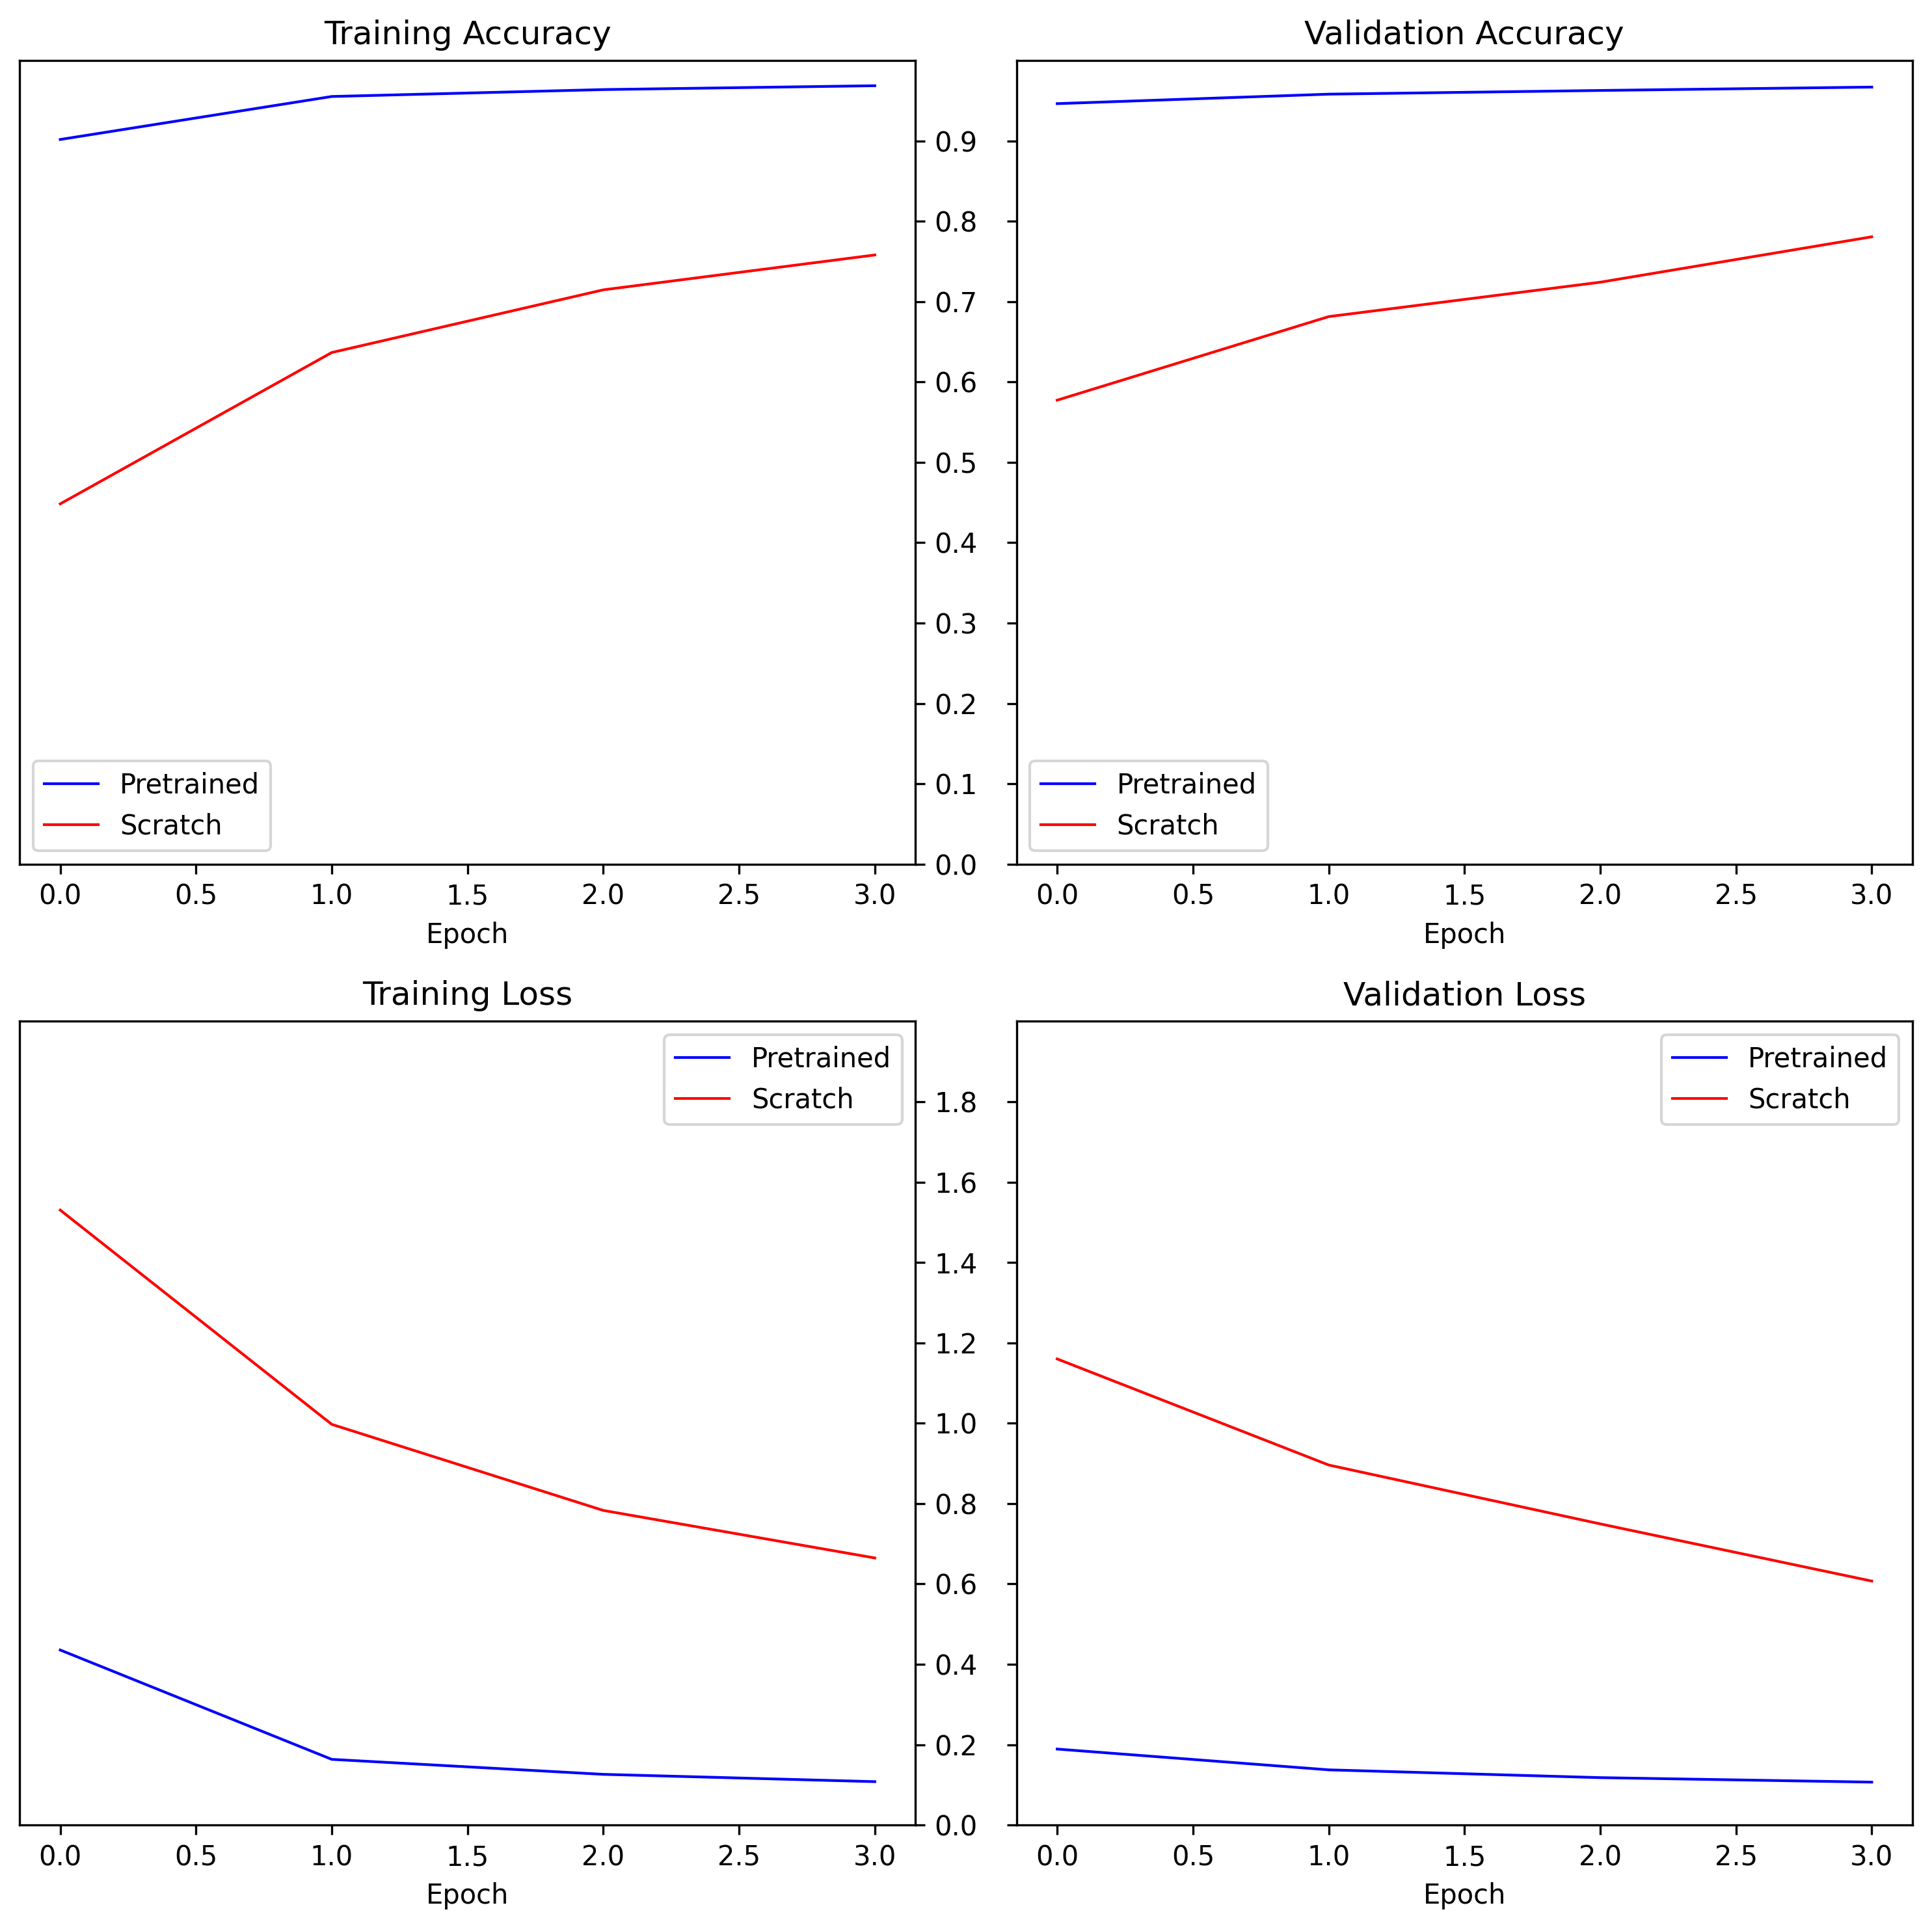 Training Accuracy
Validation Accuracy
0.9
0.8
0.7
0.6
0.5
0.4
0.3
0.2
0.1
0.0
Pretrained
Scratch
Pretrained
Scratch
0.0 0.5 1.0 1.5 2.0 2.5 3.0
0.0 0.5 1.0 1.5 2.0 2.5 3.0
Epoch
Epoch
Training Loss
Validation Loss
Pretrained
Scratch
Pretrained
Scratch
1.8
1.6
1.4
1.2
1.0
0.8
0.6
0.4
0.2
0.0
0.0 0.5 1.0 1.5 2.0 2.5 3.0
0.0 0.5 1.0 1.5 2.0 2.5 3.0
Epoch
Epoch